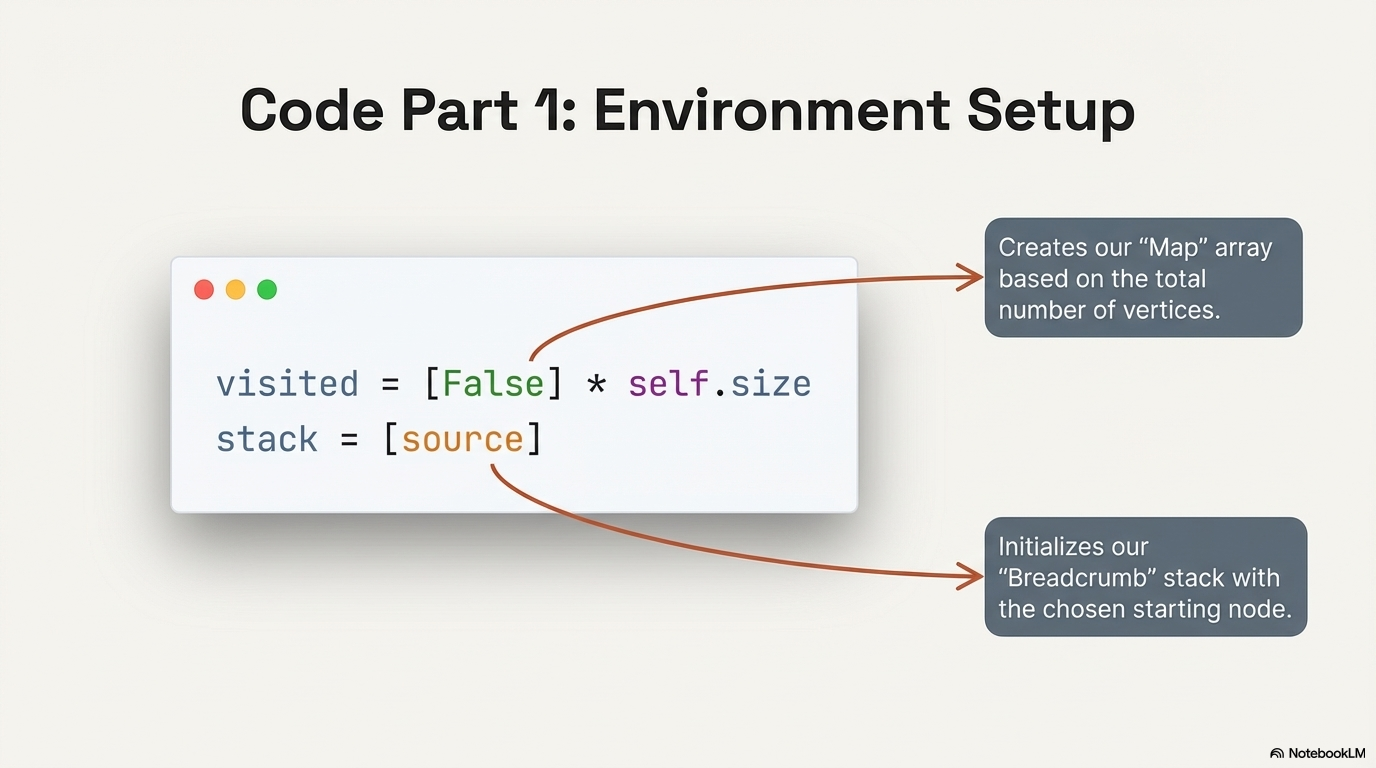 Code Part 1: Environment Setup
visited = [False] * self.size
stack = [source]
Creates our “Map” array
based on the total
number of vertices.
Initializes our
“Breadcrumb” stack with
the chosen starting node.
NotebookLM